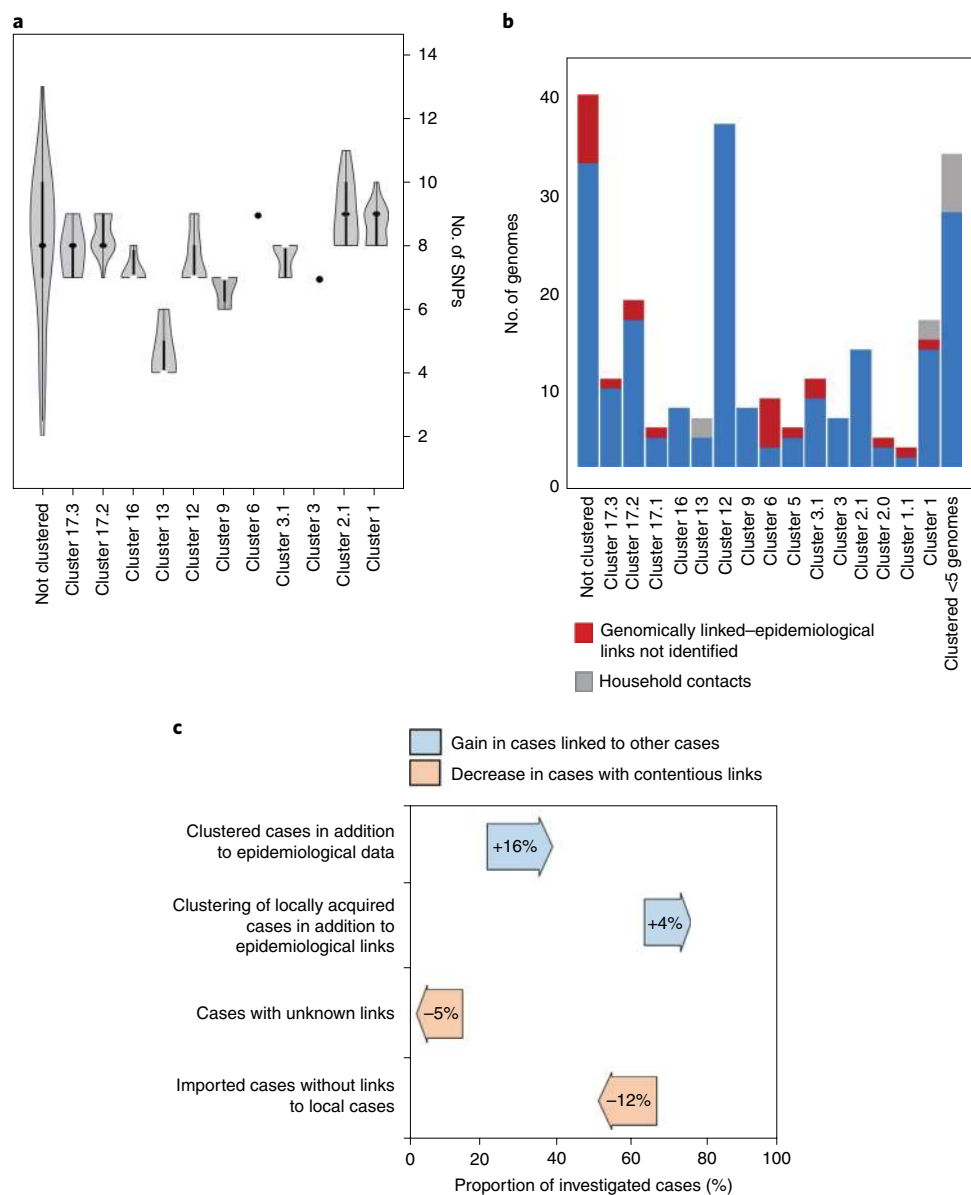 a
14
12
10
8
6
4
2
No. of SNPs
Not clustered
Cluster 17.3
Cluster 17.2
Cluster 16
Cluster 13
Cluster 12
Cluster 9
Cluster 6
Cluster 3.1
Cluster 3
Cluster 2.1
Cluster 1
b
No. of genomes
40
30
20
10
0
Not clustered
Cluster 17.3
Cluster 17.2
Cluster 17.1
Cluster 16
Cluster 13
Cluster 12
Cluster 9
Cluster 6
Cluster 5
Cluster 3.1
Cluster 3
Cluster 2.1
Cluster 2.0
Cluster 1.1
Cluster 1
Clustered <5 genomes
Genomically linked–epidemiological
links not identified
Household contacts
c
Gain in cases linked to other cases
Decrease in cases with contentious links
Clustered cases in addition
to epidemiological data
+16%
Clustering of locally acquired
cases in addition to
epidemiological links
+4%
Cases with unknown links
–5%
Imported cases without links
to local cases
–12%
0 20 40 60 80 100
Proportion of investigated cases (%)